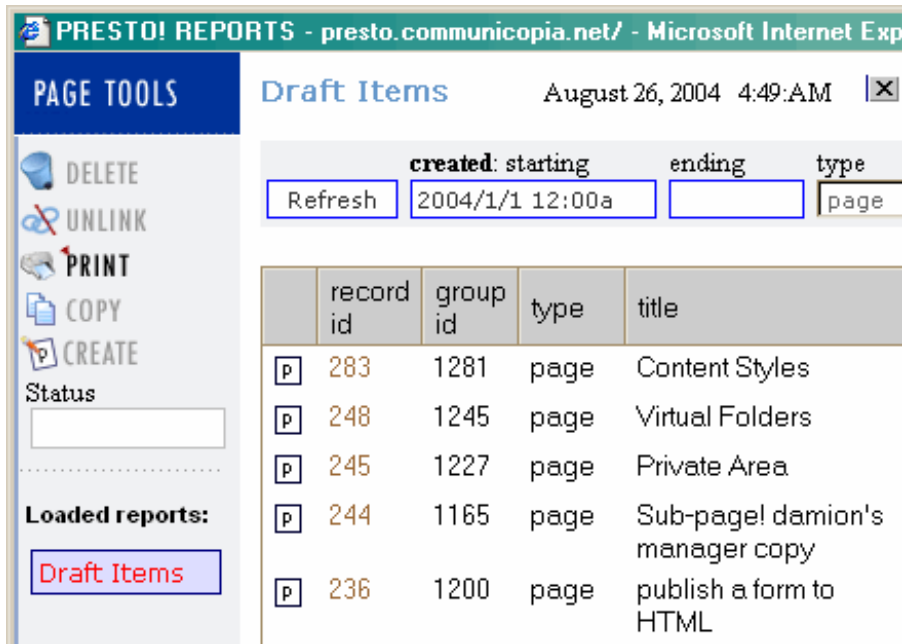 PRESTO! REPORTS - presto.communicopia.net/ - Microsoft Internet Exp
PAGE TOOLS
DELETE
UNLINK
PRINT
COPY
CREATE
Status
Loaded reports:
Draft Items
Draft Items August 26, 2004 4:49:AM
created: starting ending type
Refresh 2004/1/1 12:00a page
record id group id type title
P 283 1281 page Content Styles
P 248 1245 page Virtual Folders
P 245 1227 page Private Area
P 244 1165 page Sub-page! damion's
manager copy
P 236 1200 page publish a form to
HTML